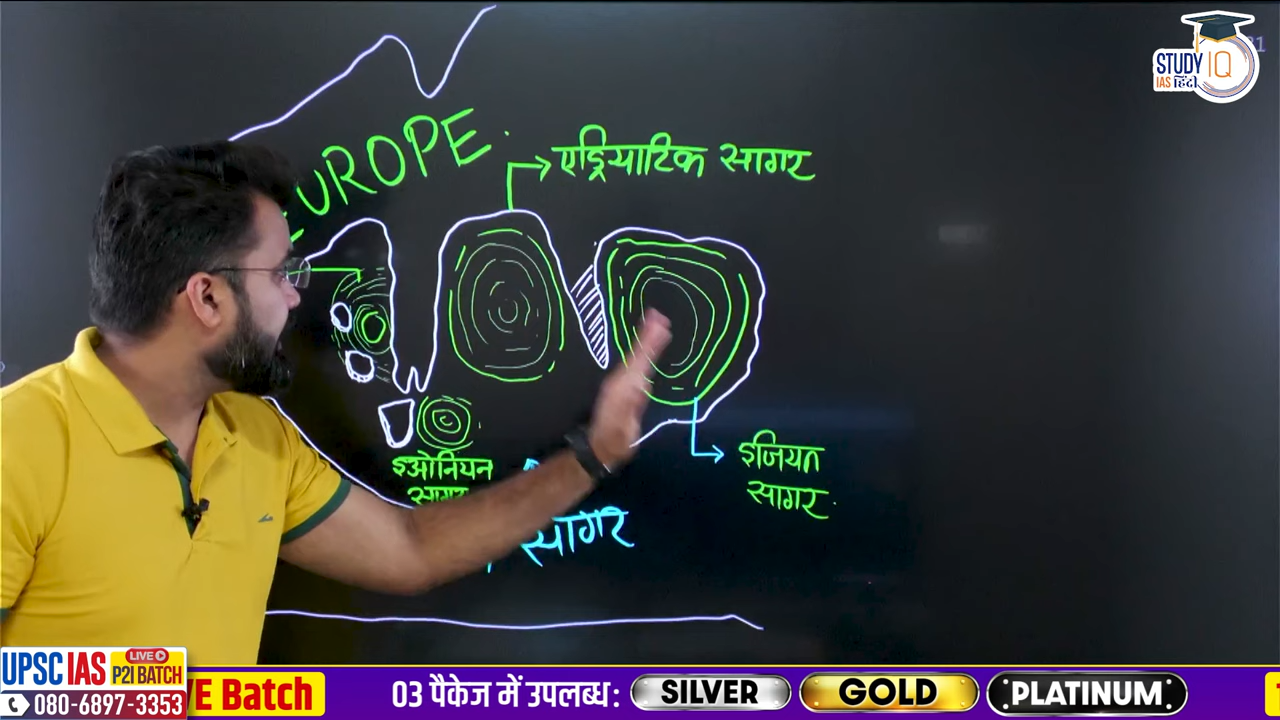 STUDY IQ
IAS हिंदी
EUROPE.
एड्रियाटिक सागर
इओनियन
सागर
इजियन
सागर
सागर
UPSC IAS LIVE P2I BATCH
080-6897-3353
Batch
03 पैकेज में उपलब्ध: SILVER GOLD PLATINUM